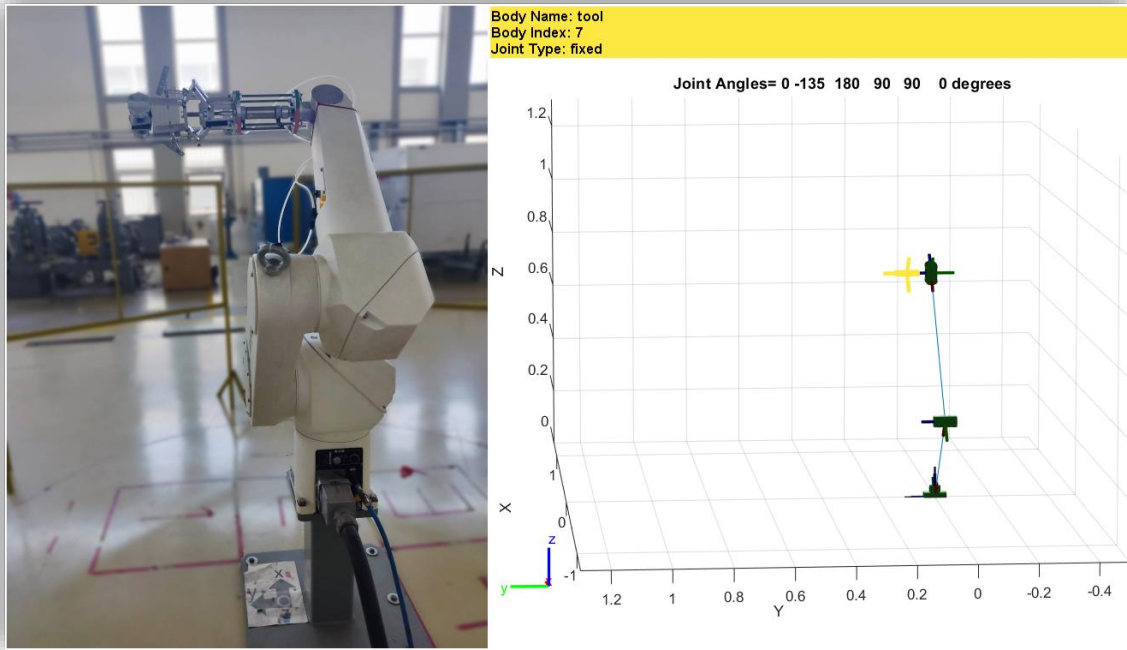 Body Name: tool
Body Index: 7
Joint Type: fixed
Joint Angles= 0 -135 180 90 90 0 degrees
1.2
1
0.8
0.6
0.4
0.2
0
Z
1
0
-1
X
1.2
1
0.8
0.6
0.4
0.2
0
-0.2
-0.4
Y
z
y
X